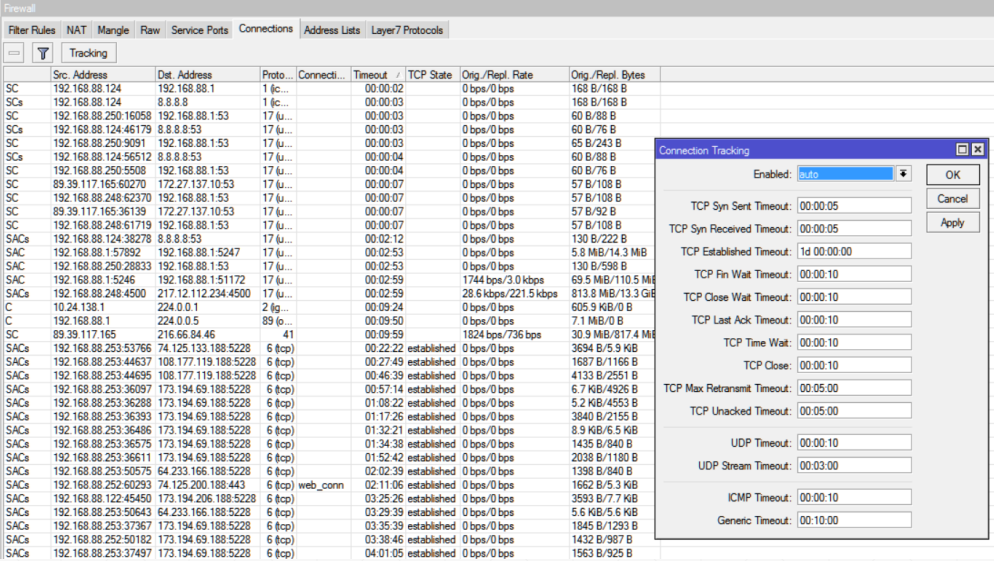 Firewall
Filter Rules NAT Mangle Raw Service Ports Connections Address Lists Layer7 Protocols
Tracking
Src. Address Dst. Address Proto... Connecti... Timeout TCP State Orig./Repl. Rate Orig./Repl. Bytes
SC 192.168.88.124 192.168.88.1 1 (ic... 00:00:02 0 bps/0 bps 168 B/168 B
SCs 192.168.88.124 8.8.8.8 1 (ic... 00:00:03 0 bps/0 bps 168 B/168 B
SC 192.168.88.250:16058 192.168.88.1:53 17 (u... 00:00:03 0 bps/0 bps 60 B/88 B
SCs 192.168.88.124:46179 8.8.8.8:53 17 (u... 00:00:03 0 bps/0 bps 60 B/76 B
SC 192.168.88.250:9091 192.168.88.1:53 17 (u... 00:00:03 0 bps/0 bps 65 B/243 B
SCs 192.168.88.124:56512 8.8.8.8:53 17 (u... 00:00:04 0 bps/0 bps 60 B/88 B
SC 192.168.88.250:5508 192.168.88.1:53 17 (u... 00:00:04 0 bps/0 bps 60 B/76 B
SC 89.39.117.165:60270 172.27.137.10:53 17 (u... 00:00:07 0 bps/0 bps 57 B/108 B
SC 192.168.88.248:62370 192.168.88.1:53 17 (u... 00:00:07 0 bps/0 bps 57 B/108 B
SC 89.39.117.165:36139 172.27.137.10:53 17 (u... 00:00:07 0 bps/0 bps 57 B/92 B
SC 192.168.88.248:61719 192.168.88.1:53 17 (u... 00:00:07 0 bps/0 bps 57 B/108 B
SACs 192.168.88.124:38278 8.8.8.8:53 17 (u... 00:02:12 0 bps/0 bps 130 B/222 B
SAC 192.168.88.1:57892 192.168.88.1:5247 17 (u... 00:02:53 0 bps/0 bps 5.8 MiB/14.3 MiB
SAC 192.168.88.250:28833 192.168.88.1:53 17 (u... 00:02:53 0 bps/0 bps 130 B/598 B
SAC 192.168.88.1:5246 192.168.88.1:51172 17 (u... 00:02:59 1744 bps/3.0 kbps 69.5 MiB/110.5 MiB
SACs 192.168.88.248:4500 217.12.112.234:4500 17 (u... 00:02:59 28.6 kbps/221.5 kbps 813.8 MiB/13.3 GiB
C 10.24.138.1 224.0.0.1 2 (ig... 00:09:24 0 bps/0 bps 605.9 KiB/0 B
C 192.168.88.1 224.0.0.5 89 (o... 00:09:50 0 bps/0 bps 7.1 MiB/0 B
SC 89.39.117.165 216.66.84.46 41 00:09:59 1824 bps/736 bps 30.9 MiB/817.4 MiB
SACs 192.168.88.253:53766 74.125.133.188:5228 6 (tcp) 00:22:22 established 0 bps/0 bps 3694 B/5.9 KiB
SACs 192.168.88.253:44637 108.177.119.188:5228 6 (tcp) 00:27:49 established 0 bps/0 bps 1687 B/1166 B
SACs 192.168.88.253:44695 108.177.119.188:5228 6 (tcp) 00:46:39 established 0 bps/0 bps 4133 B/2551 B
SACs 192.168.88.253:36097 173.194.69.188:5228 6 (tcp) 00:57:14 established 0 bps/0 bps 6.7 KiB/4926 B
SACs 192.168.88.253:36288 173.194.69.188:5228 6 (tcp) 01:08:22 established 0 bps/0 bps 5.2 KiB/4553 B
SACs 192.168.88.253:36393 173.194.69.188:5228 6 (tcp) 01:17:26 established 0 bps/0 bps 3840 B/2155 B
SACs 192.168.88.253:36486 173.194.69.188:5228 6 (tcp) 01:32:21 established 0 bps/0 bps 8.9 KiB/6.5 KiB
SACs 192.168.88.253:36575 173.194.69.188:5228 6 (tcp) 01:34:38 established 0 bps/0 bps 1435 B/840 B
SACs 192.168.88.253:36611 173.194.69.188:5228 6 (tcp) 01:52:42 established 0 bps/0 bps 2038 B/1180 B
SACs 192.168.88.253:50575 64.233.166.188:5228 6 (tcp) 02:02:39 established 0 bps/0 bps 1398 B/840 B
SACs 192.168.88.252:60293 74.125.200.188:443 6 (tcp) web_conn 02:11:06 established 0 bps/0 bps 1662 B/5.3 KiB
SACs 192.168.88.122:45450 173.194.206.188:5228 6 (tcp) 03:25:26 established 0 bps/0 bps 3593 B/7.7 KiB
SACs 192.168.88.253:50643 64.233.166.188:5228 6 (tcp) 03:29:39 established 0 bps/0 bps 5.6 KiB/5.6 KiB
SACs 192.168.88.253:37367 173.194.69.188:5228 6 (tcp) 03:35:39 established 0 bps/0 bps 1845 B/1293 B
SACs 192.168.88.252:50182 173.194.69.188:5228 6 (tcp) 03:38:46 established 0 bps/0 bps 1432 B/987 B
SACs 192.168.88.253:37497 173.194.69.188:5228 6 (tcp) 04:01:05 established 0 bps/0 bps 1563 B/925 B
Connection Tracking
Enabled: auto OK
Cancel
Apply
TCP Syn Sent Timeout: 00:00:05
TCP Syn Received Timeout: 00:00:05
TCP Established Timeout: 1d 00:00:00
TCP Fin Wait Timeout: 00:00:10
TCP Close Wait Timeout: 00:00:10
TCP Last Ack Timeout: 00:00:10
TCP Time Wait: 00:00:10
TCP Close: 00:00:10
TCP Max Retransmit Timeout: 00:05:00
TCP Unacked Timeout: 00:05:00
UDP Timeout: 00:00:10
UDP Stream Timeout: 00:03:00
ICMP Timeout: 00:00:10
Generic Timeout: 00:10:00